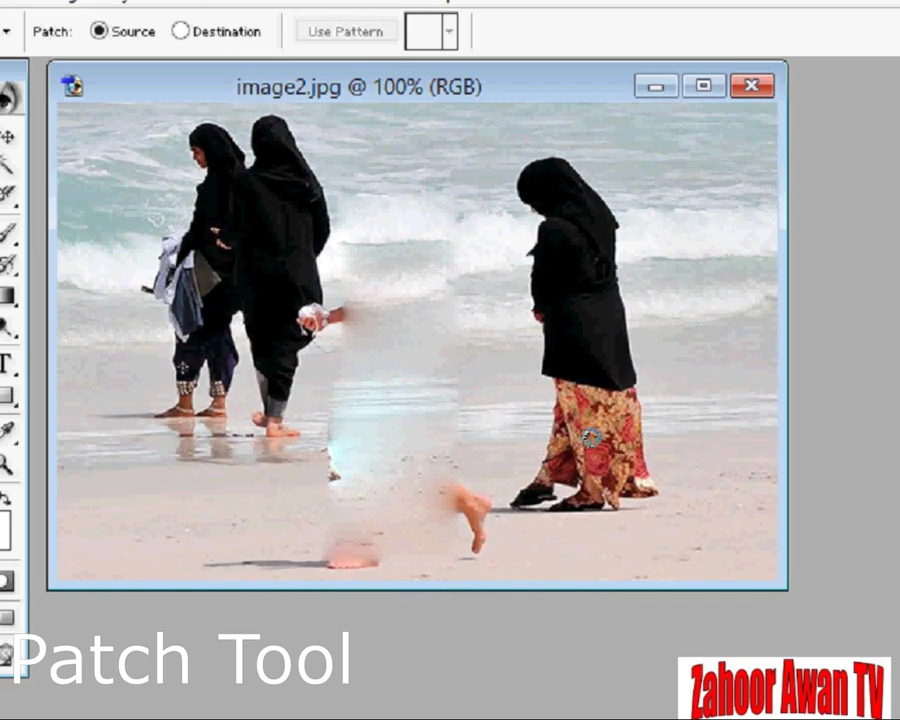 Patch: Source Destination Use Pattern
image2.jpg @ 100% (RGB)
Patch Tool
Zahoor Awan TV